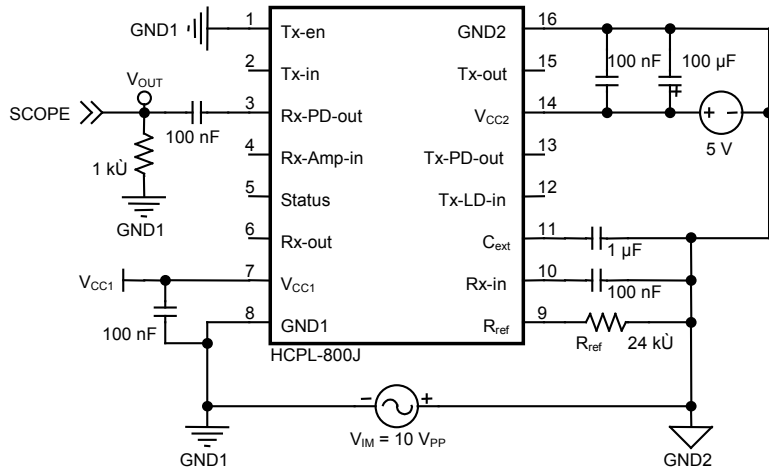 GND1
1
Tx-en
GND2
16
2
Tx-in
Tx-out
15
100 nF
100 µF
V_OUT
SCOPE
100 nF
3
Rx-PD-out
V_CC2
14
+
+ −
5 V
1 kÙ
GND1
4
Rx-Amp-in
Tx-PD-out
13
5
Status
Tx-LD-in
12
6
Rx-out
C_ext
11
1 µF
V_CC1
7
V_CC1
Rx-in
10
100 nF
100 nF
8
GND1
R_ref
9
R_ref
24 kÙ
HCPL-800J
− +
V_IM = 10 V_PP
GND1
GND2